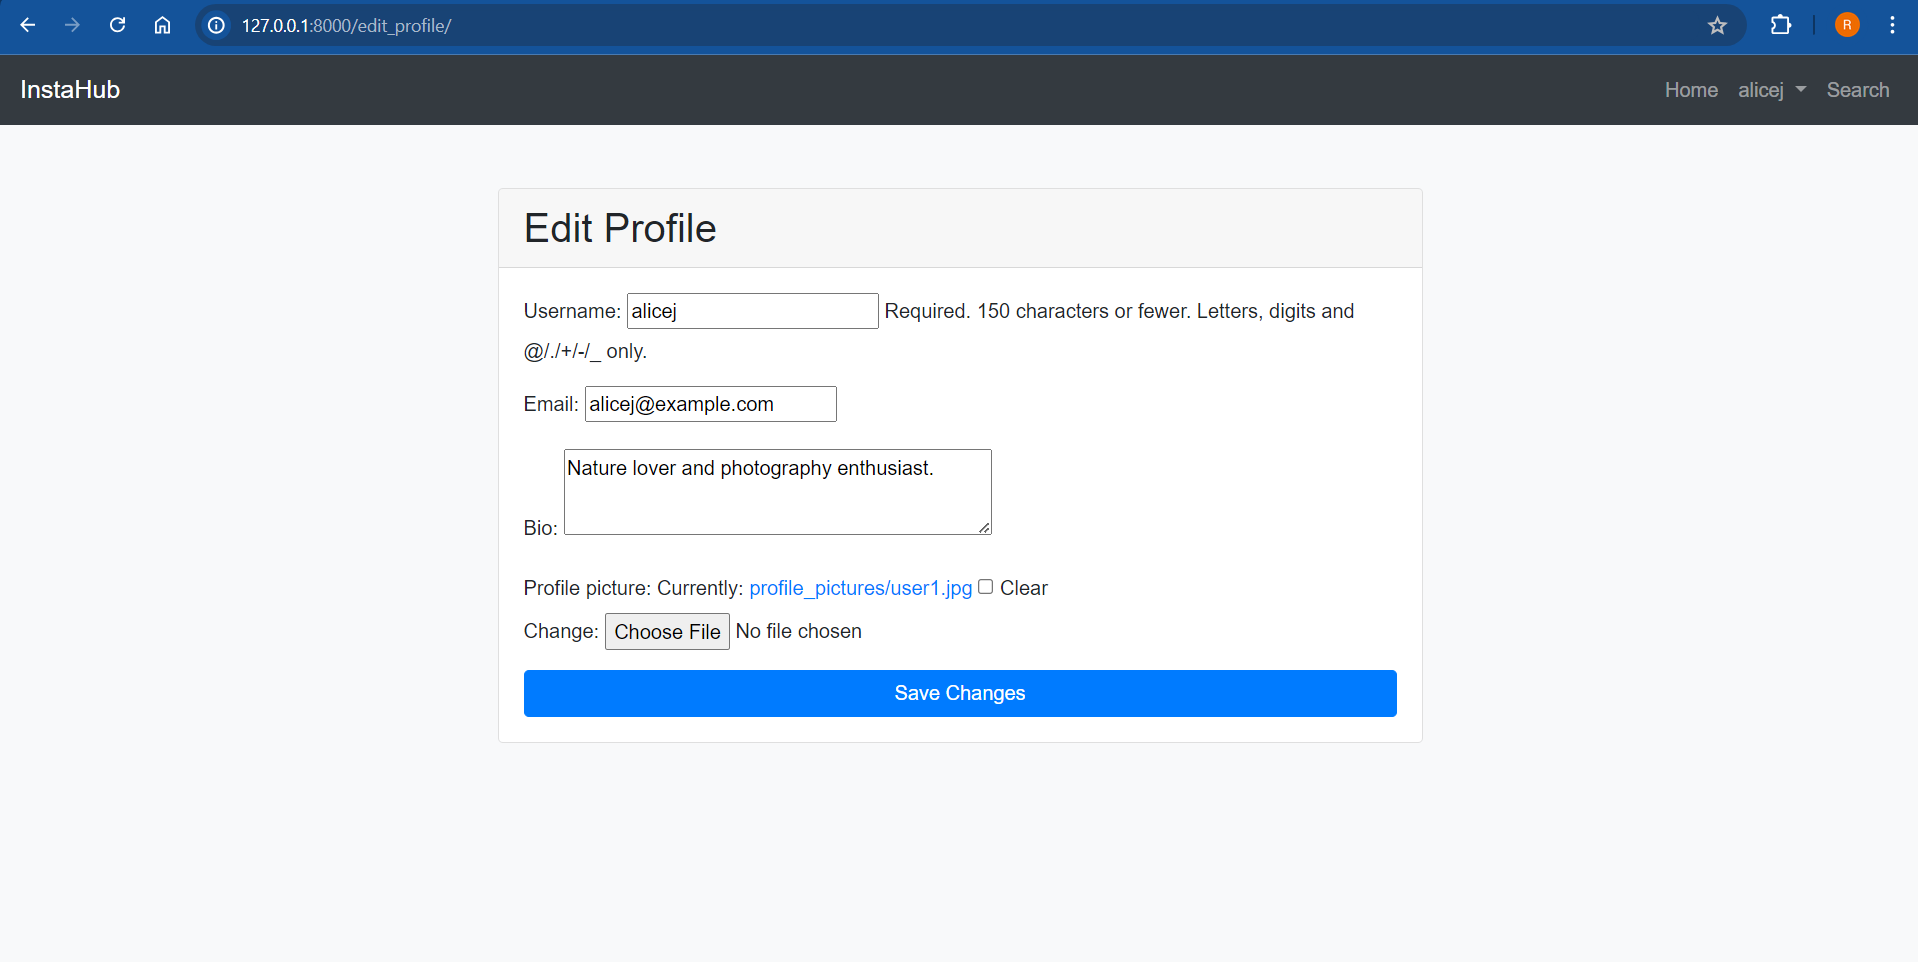 127.0.0.1:8000/edit_profile/
R
InstaHub
Home alicej Search
Edit Profile
Username: alicej Required. 150 characters or fewer. Letters, digits and
@/./+/-/_ only.
Email: alicej@example.com
Nature lover and photography enthusiast.
Bio:
Profile picture: Currently: profile_pictures/user1.jpg Clear
Change: Choose File No file chosen
Save Changes